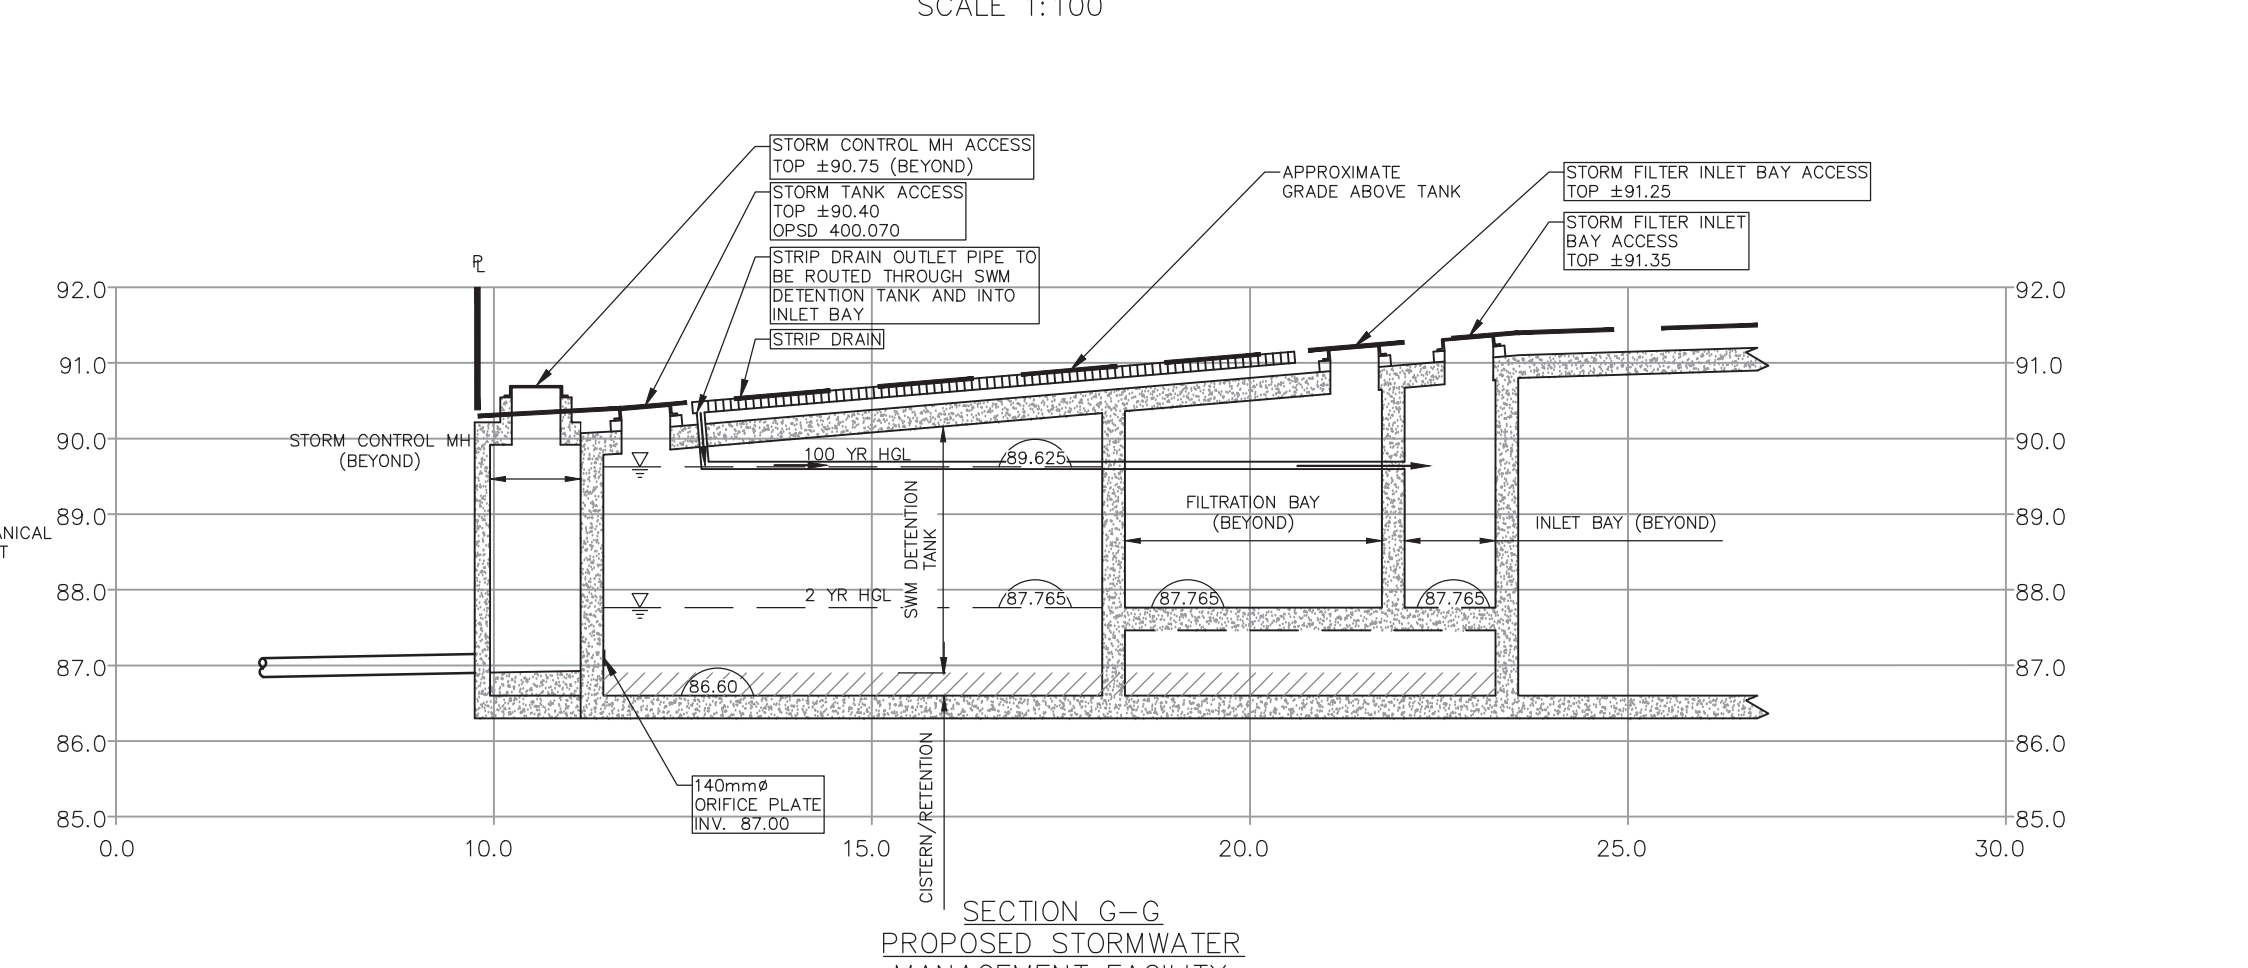 SCALE 1:100
STORM CONTROL MH ACCESS
TOP ±90.75 (BEYOND)
STORM TANK ACCESS
TOP ±90.40
OPSD 400.070
STRIP DRAIN OUTLET PIPE TO
BE ROUTED THROUGH SWM
DETENTION TANK AND INTO
INLET BAY
STRIP DRAIN
APPROXIMATE
GRADE ABOVE TANK
STORM FILTER INLET BAY ACCESS
TOP ±91.25
STORM FILTER INLET
BAY ACCESS
TOP ±91.35
PL
92.0
91.0
90.0
89.0
88.0
87.0
86.0
85.0
92.0
91.0
90.0
89.0
88.0
87.0
86.0
85.0
STORM CONTROL MH
(BEYOND)
ANICAL
T
100 YR HGL
89.625
SWM DETENTION
TANK
FILTRATION BAY
(BEYOND)
INLET BAY (BEYOND)
2 YR HGL
87.765
87.765
87.765
86.60
140mmø
ORIFICE PLATE
INV. 87.00
CISTERN/RETENTION
0.0
10.0
15.0
20.0
25.0
30.0
SECTION G-G
PROPOSED STORMWATER
MANAGEMENT FACILITY